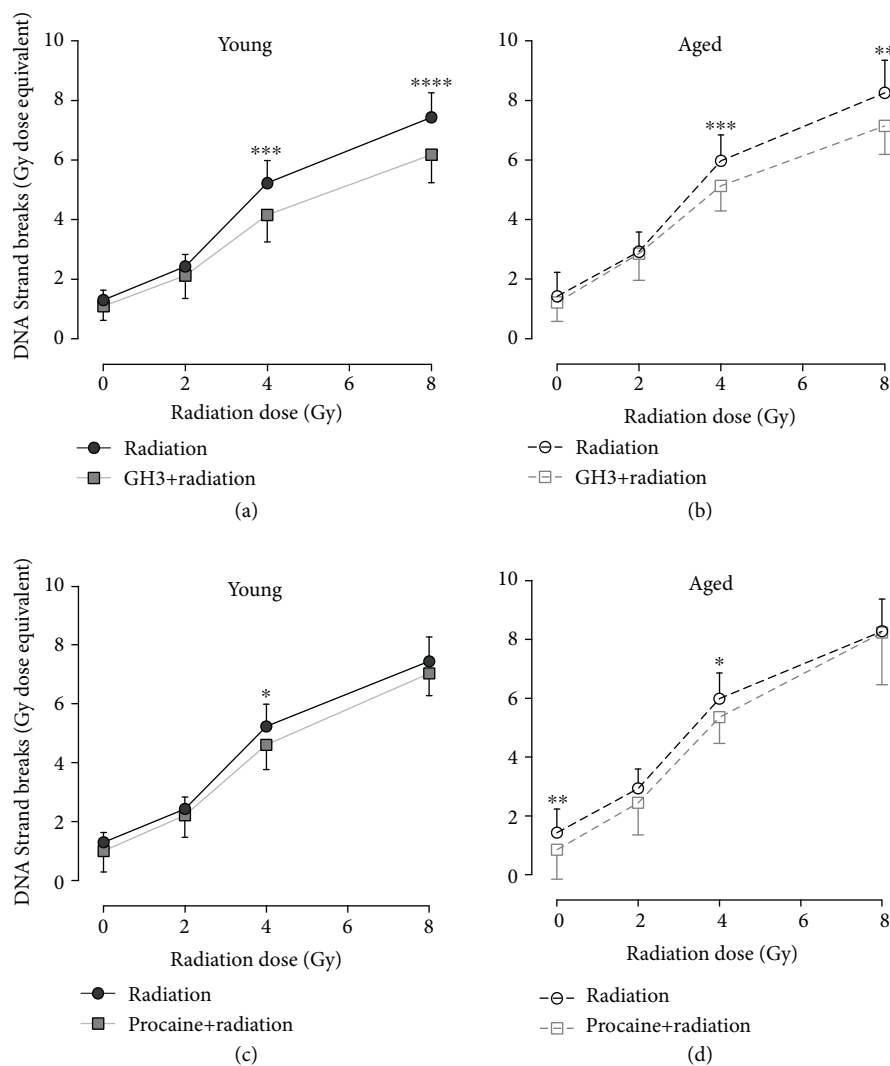 Young
DNA Strand breaks (Gy dose equivalent)
10
8
6
4
2
0
***
****
0 2 4 6 8
Radiation dose (Gy)
Radiation
GH3+radiation
(a)
Aged
10
8
6
4
2
0
***
**
0 2 4 6 8
Radiation dose (Gy)
Radiation
GH3+radiation
(b)
Young
DNA Strand breaks (Gy dose equivalent)
10
8
6
4
2
0
*
0 2 4 6 8
Radiation dose (Gy)
Radiation
Procaine+radiation
(c)
Aged
10
8
6
4
2
0
**
*
0 2 4 6 8
Radiation dose (Gy)
Radiation
Procaine+radiation
(d)